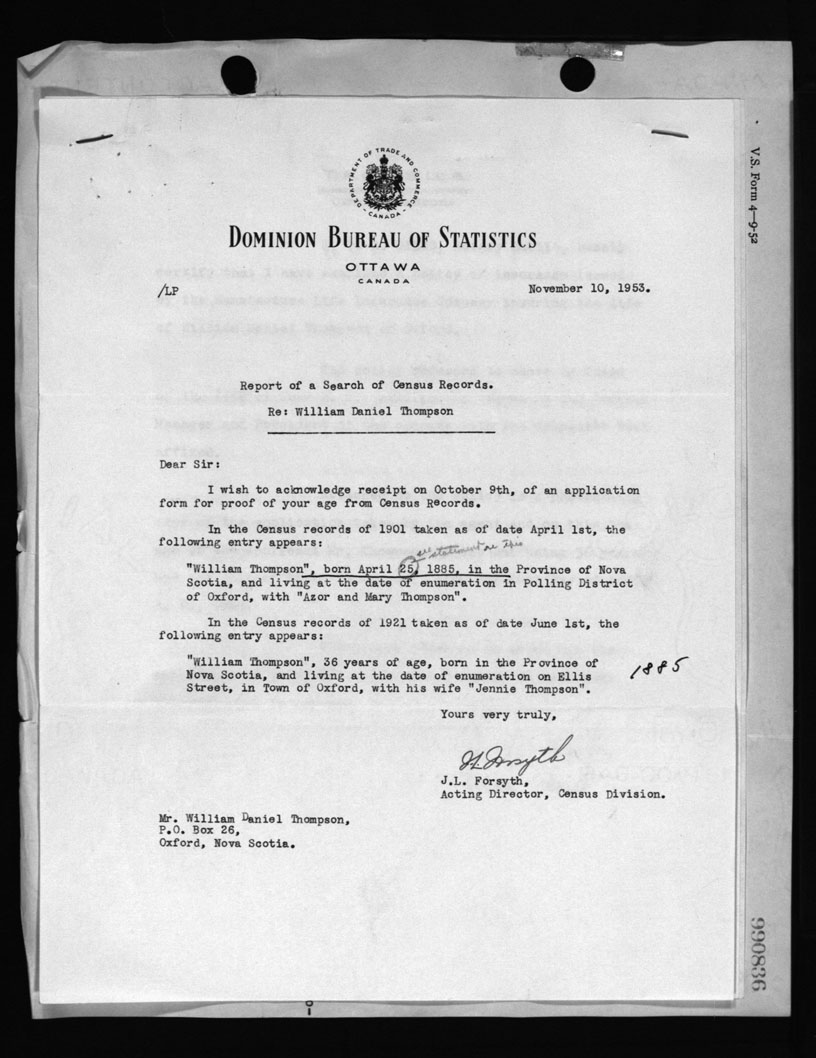 DEPARTMENT OF TRADE AND COMMERCE
- CANADA -
DOMINION BUREAU OF STATISTICS
OTTAWA
CANADA
/LP
November 10, 1953.
Report of a Search of Census Records.
Re: William Daniel Thompson
Dear Sir:
I wish to acknowledge receipt on October 9th, of an application
form for proof of your age from Census Records.
In the Census records of 1901 taken as of date April 1st, the
following entry appears:
see statement on
"William Thompson", born April 25, 1885, in the Province of Nova
Scotia, and living at the date of enumeration in Polling District
of Oxford, with "Azor and Mary Thompson".
In the Census records of 1921 taken as of date June 1st, the
following entry appears:
"William Thompson", 36 years of age, born in the Province of
Nova Scotia, and living at the date of enumeration on Ellis
Street, in Town of Oxford, with his wife "Jennie Thompson".
1885
Yours very truly,
J.L. Forsyth,
Acting Director, Census Division.
Mr. William Daniel Thompson,
P.O. Box 26,
Oxford, Nova Scotia.
V.S. Form 4—9-52
990836